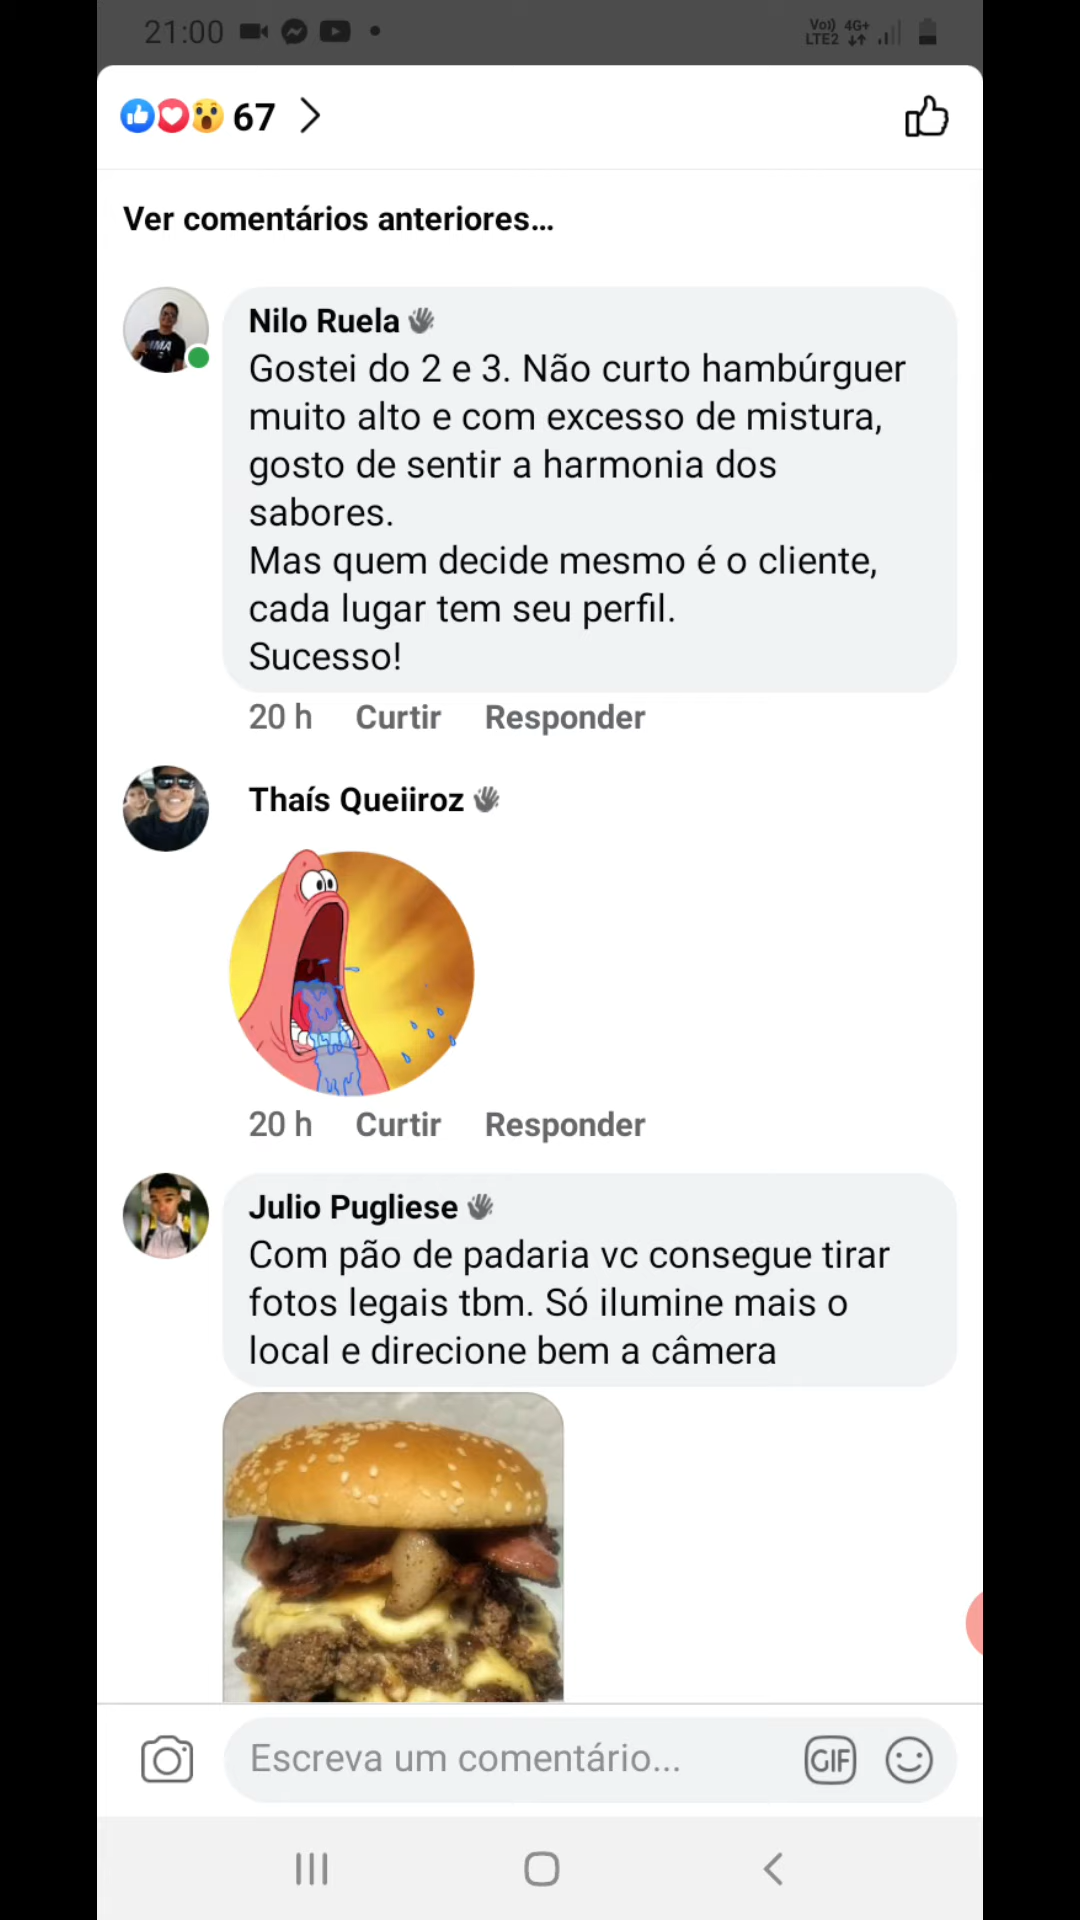 21:00
Vo)) 4G+
LTE2
67
Ver comentários anteriores...
Nilo Ruela
Gostei do 2 e 3. Não curto hambúrguer
muito alto e com excesso de mistura,
gosto de sentir a harmonia dos
sabores.
Mas quem decide mesmo é o cliente,
cada lugar tem seu perfil.
Sucesso!
20 h Curtir Responder
Thaís Queiiroz
20 h Curtir Responder
Julio Pugliese
Com pão de padaria vc consegue tirar
fotos legais tbm. Só ilumine mais o
local e direcione bem a câmera
Escreva um comentário... GIF